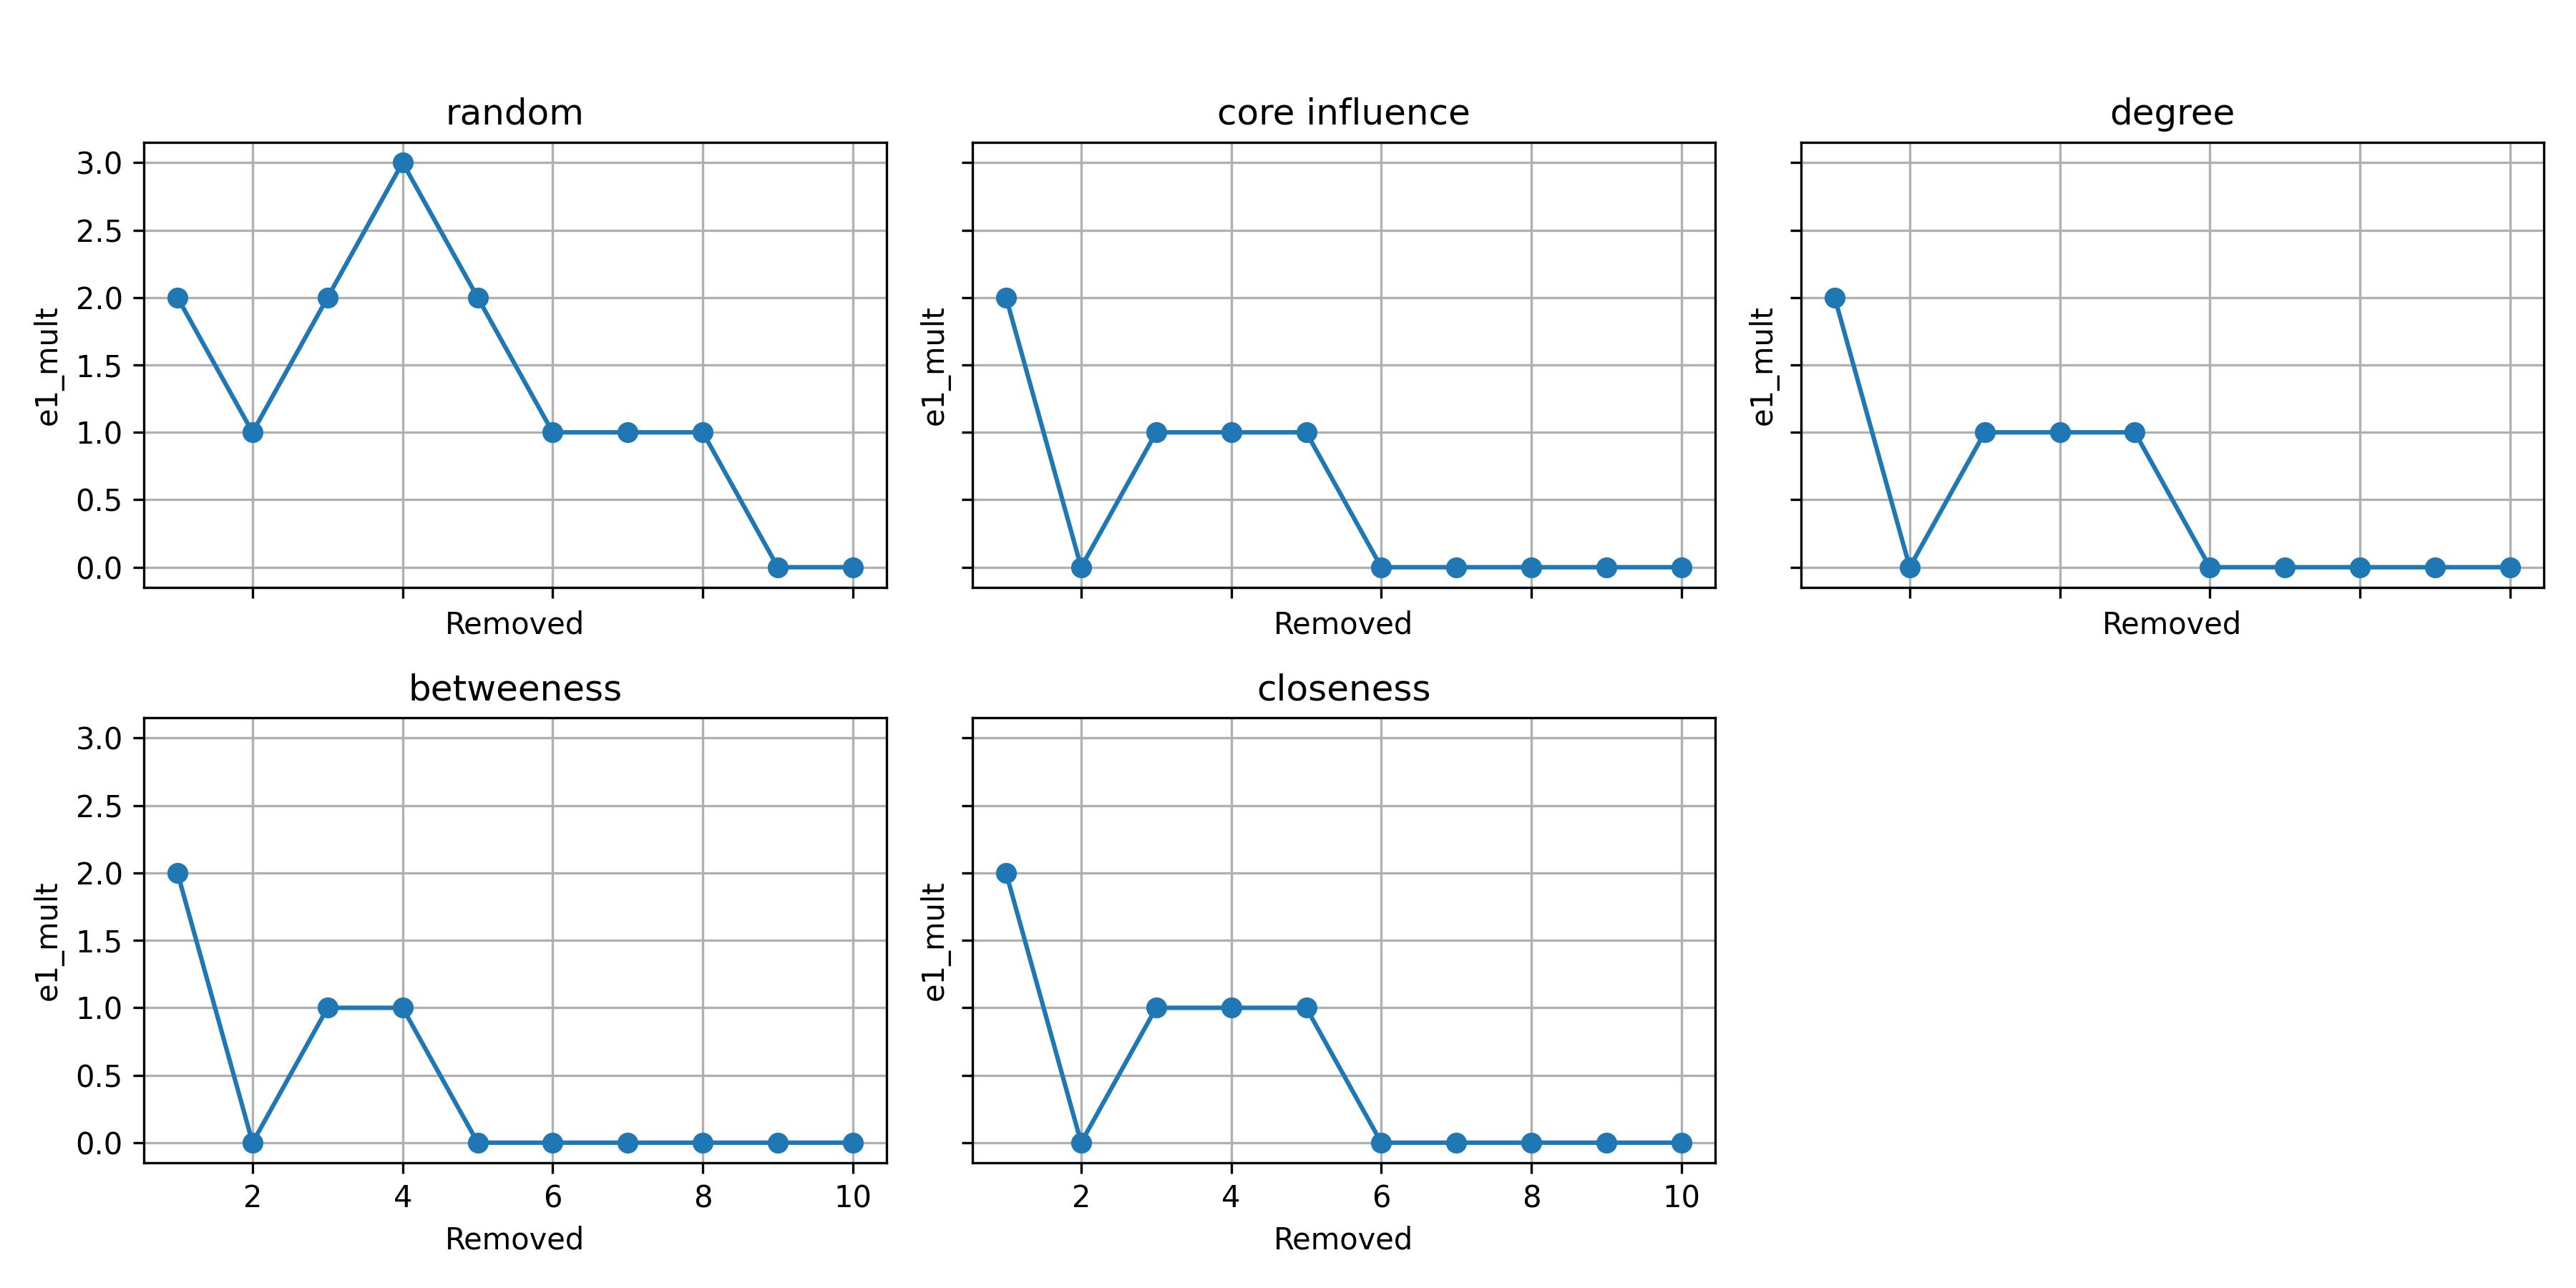 random
core influence
degree
3.0
2.5
2.0
1.5
1.0
0.5
0.0
e1_mult
e1_mult
e1_mult
Removed
Removed
Removed
betweeness
closeness
3.0
2.5
2.0
1.5
1.0
0.5
0.0
e1_mult
e1_mult
2 4 6 8 10
2 4 6 8 10
Removed
Removed